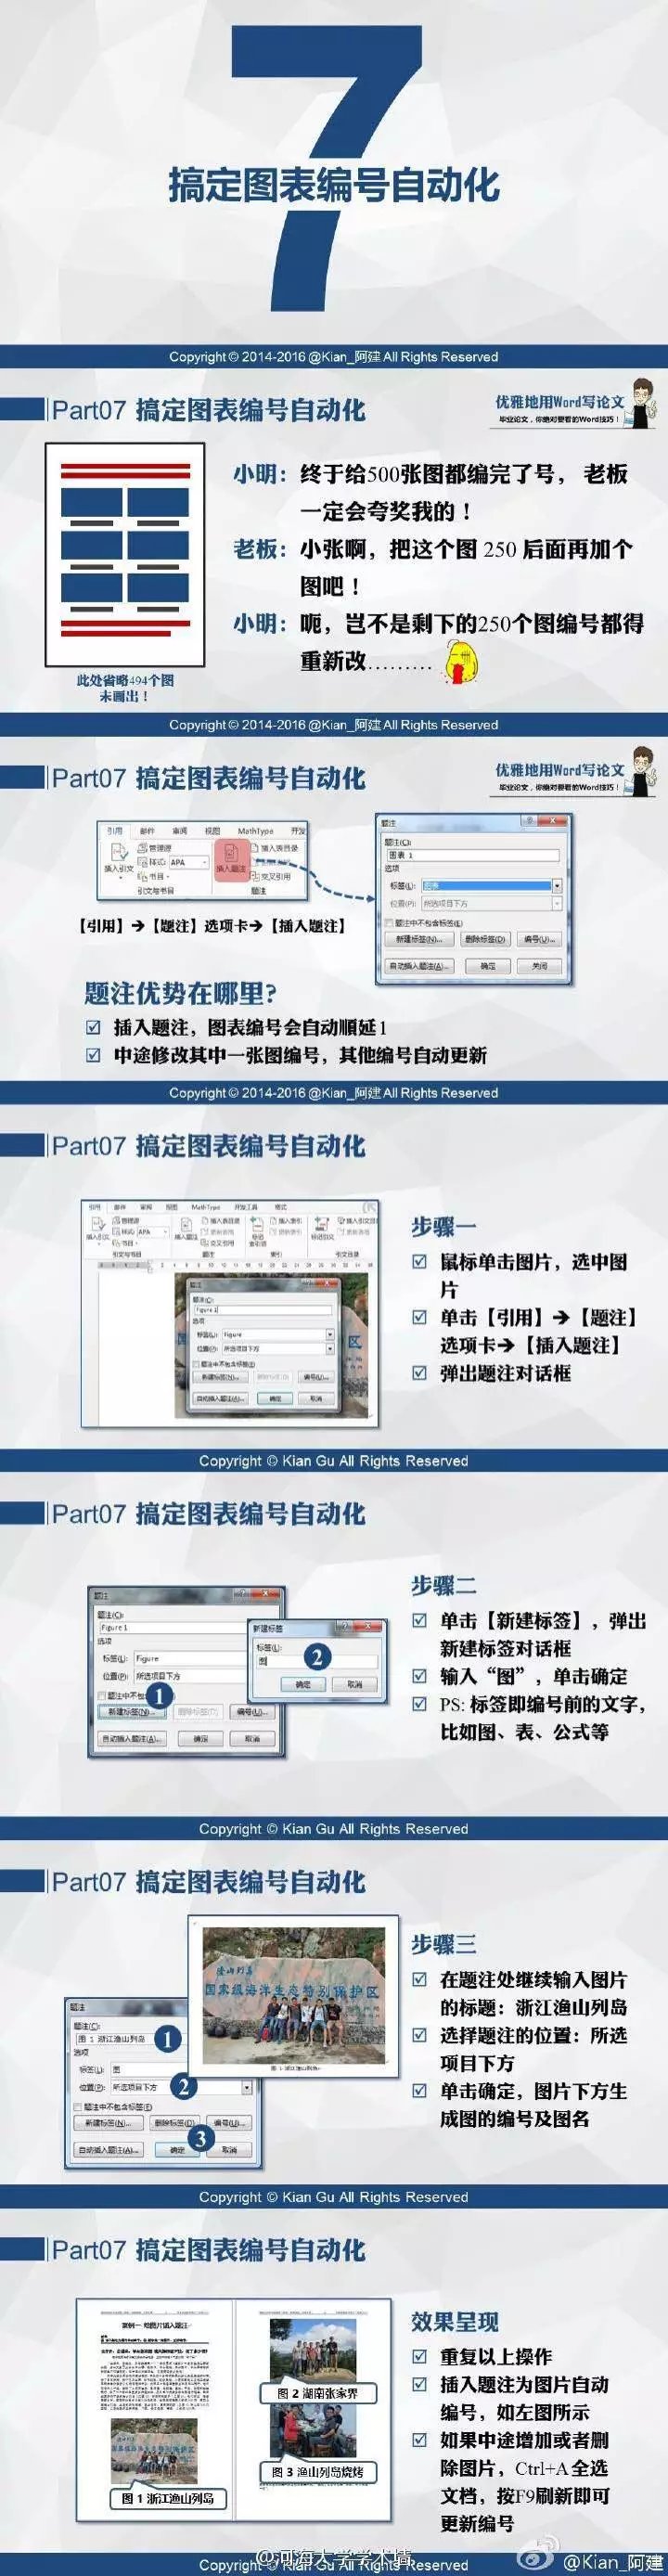 7
搞定图表编号自动化
Copyright © 2014-2016 @Kian_阿建 All Rights Reserved
Part07 搞定图表编号自动化
优雅地用Word写论文
毕业论文，你绝对要看的Word技巧！
小明：终于给500张图都编完了号，老板
一定会夸奖我的！
老板：小张啊，把这个图 250 后面再加个
图吧！
小明：呃，岂不是剩下的250个图编号都得
重新改………
此处省略494个图
未画出！
Copyright © 2014-2016 @Kian_阿建 All Rights Reserved
Part07 搞定图表编号自动化
优雅地用Word写论文
毕业论文，你绝对要看的Word技巧！
引用 邮件 审阅 视图 MathType 开发
插入引文
管理源
样式: APA
书目
引文与书目
插入题注
插入表目录
交叉引用
题注
题注
题注(C):
图表 1
选项
标签(L): 图表
位置(P): 所选项目下方
题注中不包含标签(E)
新建标签(N)... 删除标签(D) 编号(U)...
自动插入题注(A)... 确定 关闭
【引用】→【题注】选项卡→【插入题注】
题注优势在哪里?
插入题注，图表编号会自动顺延1
中途修改其中一张图编号，其他编号自动更新
Copyright © 2014-2016 @Kian_阿建 All Rights Reserved
Part07 搞定图表编号自动化
引用 邮件 审阅 视图 MathType 开发工具 格式
题注
题注(C):
Figure 1
选项
标签(L): Figure
位置(P): 所选项目下方
题注中不包含标签(E)
新建标签(N)... 删除标签(D) 编号(U)...
自动插入题注(A)... 确定 取消
步骤一
鼠标单击图片，选中图
片
单击【引用】→【题注】
选项卡→【插入题注】
弹出题注对话框
Copyright © Kian Gu All Rights Reserved
Part07 搞定图表编号自动化
题注
题注(C):
Figure 1
选项
标签(L): Figure
位置(P): 所选项目下方
题注中不包
1
新建标签(N)... 删除标签(D) 编号(U)...
自动插入题注(A)... 确定 取消
新建标签
标签(L):
图
2
确定 取消
步骤二
单击【新建标签】，弹出
新建标签对话框
输入“图”，单击确定
PS: 标签即编号前的文字，
比如图、表、公式等
Copyright © Kian Gu All Rights Reserved
Part07 搞定图表编号自动化
渔山列岛
国家级海洋生态特别保护区
图 1 浙江渔山列岛
题注
题注(C):
图 1 浙江渔山列岛
1
选项
标签(L): 图
位置(P): 所选项目下方
2
题注中不包含标签(E)
新建标签(N)... 删除标签(D) 编号(U)...
3
自动插入题注(A)... 确定 取消
步骤三
在题注处继续输入图片
的标题：浙江渔山列岛
选择题注的位置：所选
项目下方
单击确定，图片下方生
成图的编号及图名
Copyright © Kian Gu All Rights Reserved
Part07 搞定图表编号自动化
案例一 给图片插入题注
图 1 浙江渔山列岛
图 2 湖南张家界
图 3 渔山列岛烧烤
效果呈现
重复以上操作
插入题注为图片自动
编号，如左图所示
如果中途增加或者删
除图片，Ctrl+A 全选
文档，按F9刷新即可
更新编号
Copyright © Kian Gu All Rights Reserved
@河海大学学术墙
@Kian_阿建